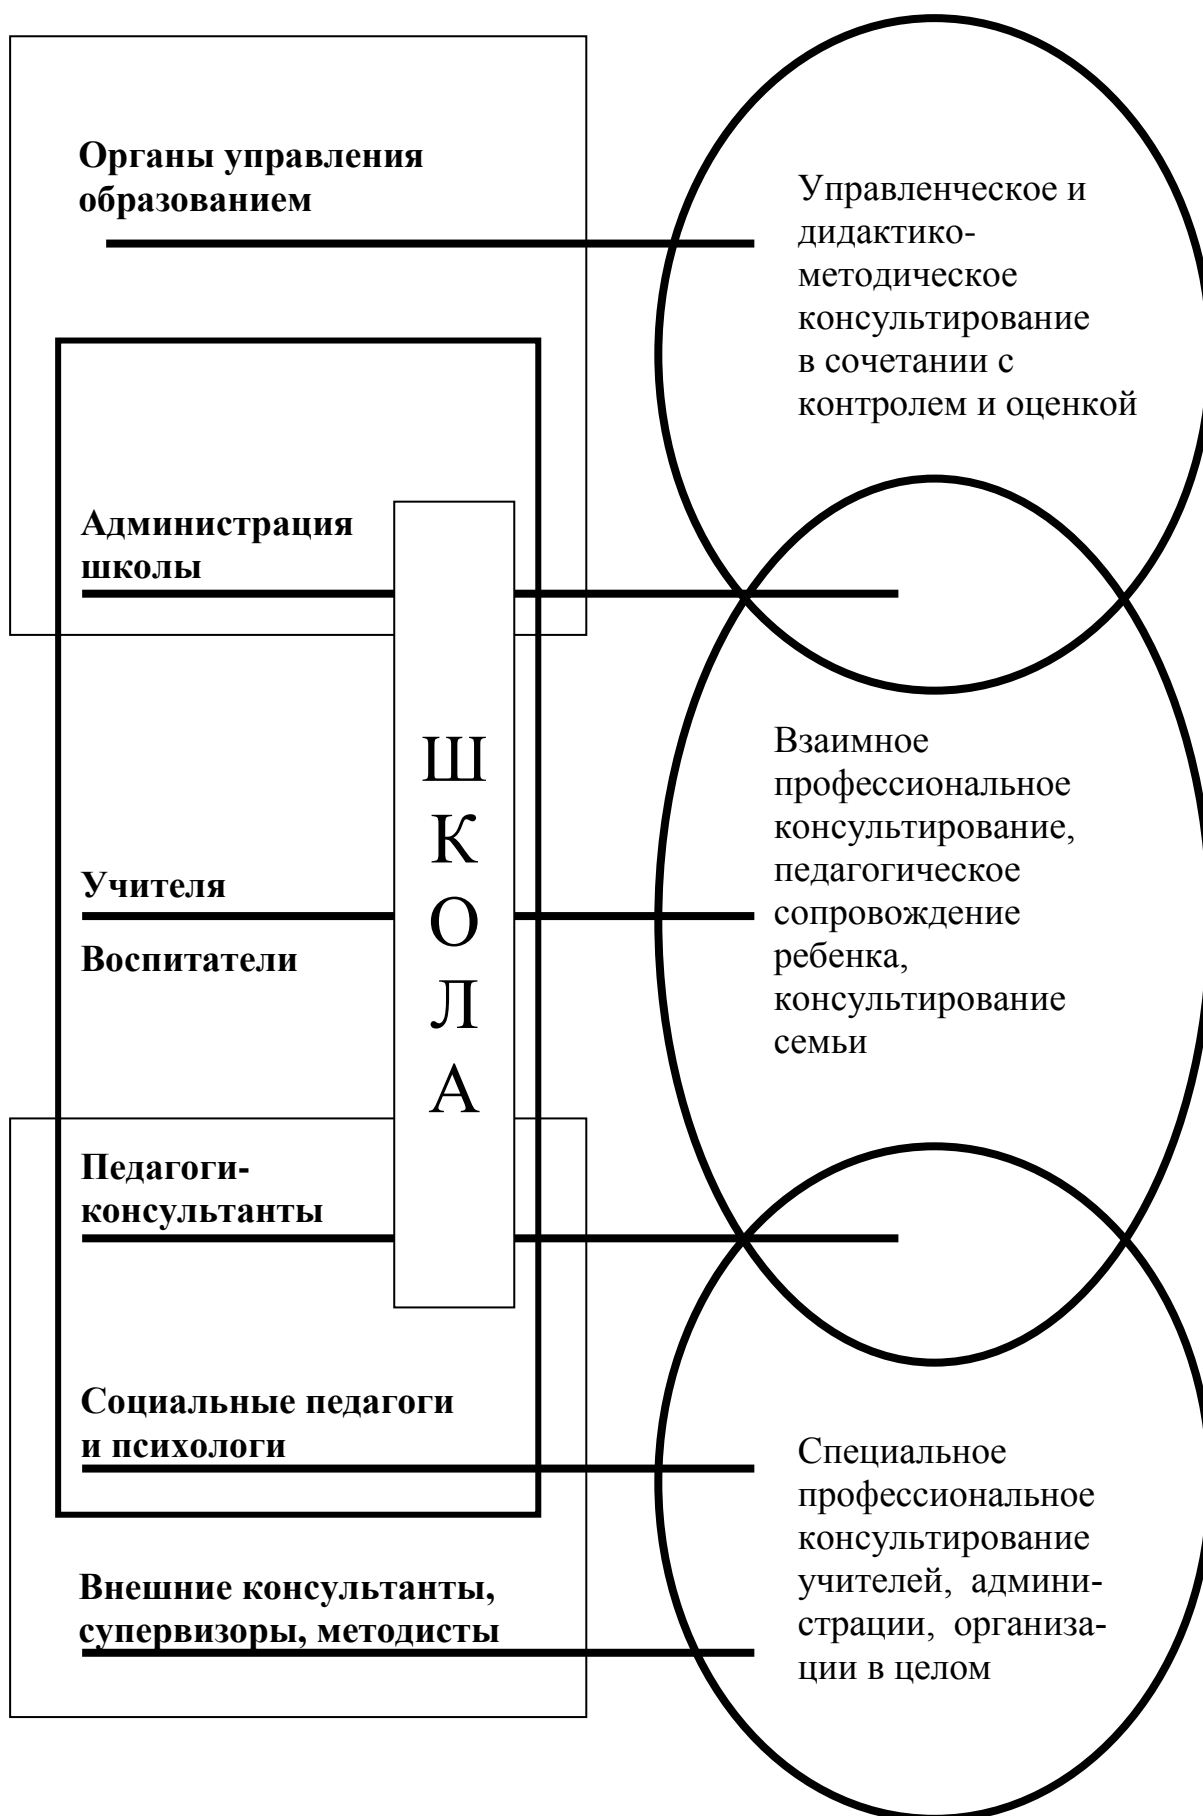 Органы управления
образованием
Управленческое и
дидактико-
методическое
консультирование
в сочетании с
контролем и оценкой
Администрация
школы
Ш
К
О
Л
А
Взаимное
профессиональное
консультирование,
педагогическое
сопровождение
ребенка,
консультирование
семьи
Учителя
Воспитатели
Педагоги-
консультанты
Социальные педагоги
и психологи
Специальное
профессиональное
консультирование
учителей, админи-
страции, организа-
ции в целом
Внешние консультанты,
супервизоры, методисты